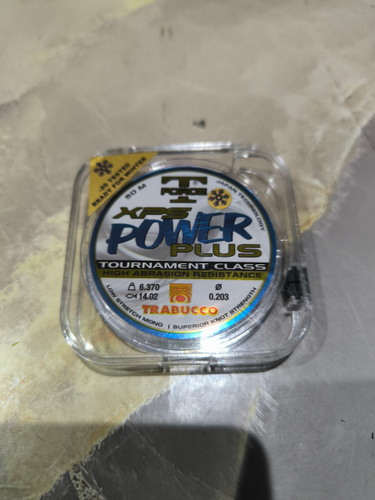 -30 TESTED
READY FOR WINTER
50 M
T
FORCE
JAPAN TECHNOLOGY
XPS
POWER
PLUS
TOURNAMENT CLASS
HIGH ABRASION RESISTANCE
6.370
14.02
Ø
0.203
TRABUCCO
LOW STRETCH MONO | SUPERIOR KNOT STRENGTH